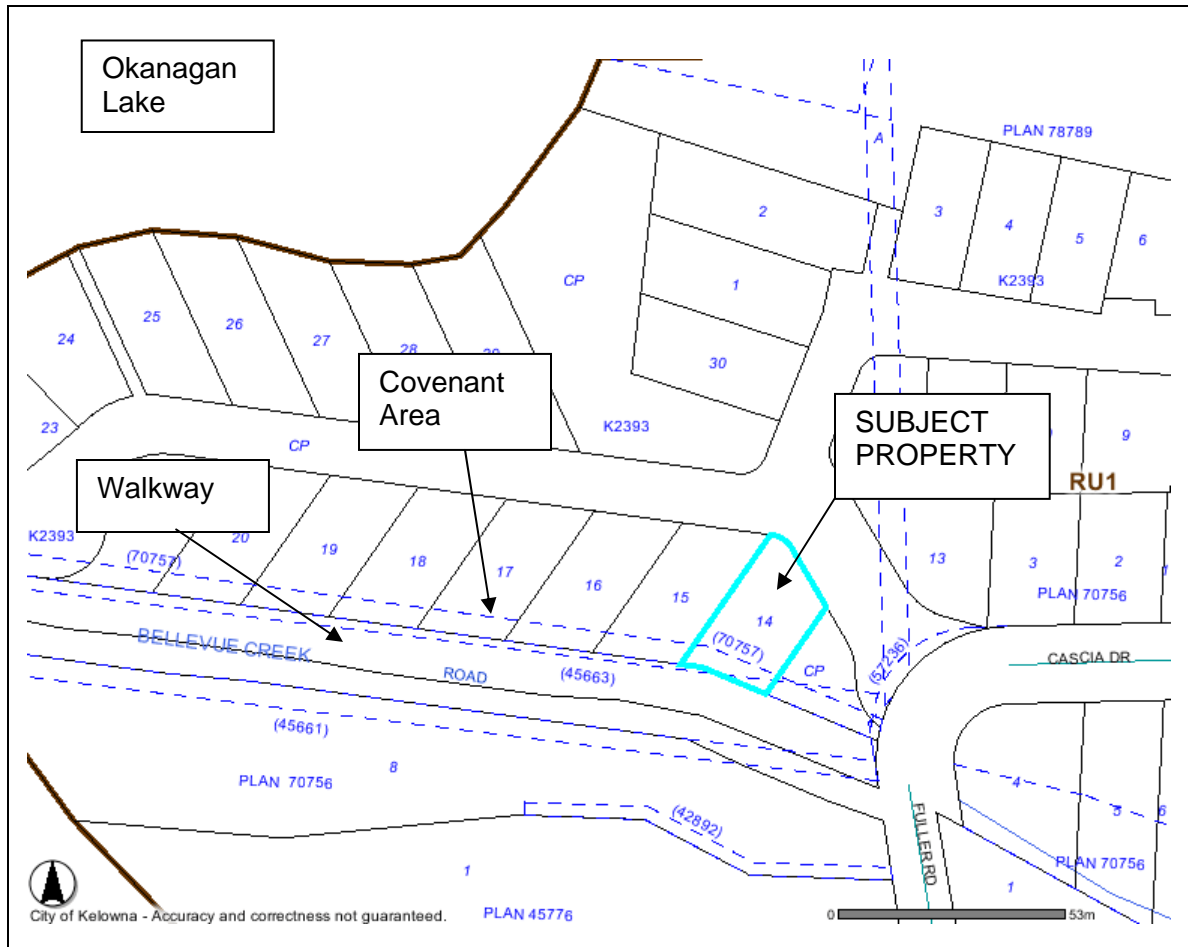 Okanagan
Lake
PLAN 78789
A
2
3
4
5
6
K2393
CP
1
25
26
24
27
28
30
Covenant
Area
SUBJECT
PROPERTY
K2393
23
CP
9
RU1
Walkway
K2393
(70757)
20
19
18
17
16
15
14
(70757)
13
3
2
1
PLAN 70756
BELLEVUE CREEK
ROAD
(45663)
CP
(57236)
CASCIA DR
(45661)
PLAN 70756
8
4
5
6
(42892)
FULLER RD
PLAN 70756
1
1
PLAN 45776
City of Kelowna - Accuracy and correctness not guaranteed.
0
53m